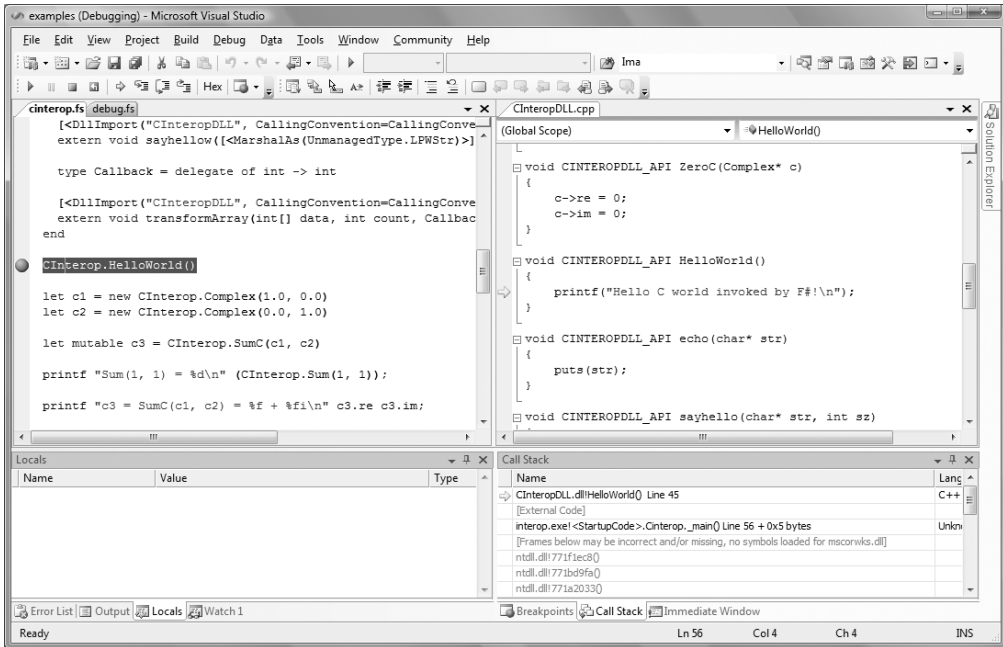 examples (Debugging) - Microsoft Visual Studio
File Edit View Project Build Debug Data Tools Window Community Help
Ima
Hex
cinterop.fs debug.fs
[<DllImport("CInteropDLL", CallingConvention=CallingConve
extern void sayhellow([<MarshalAs(UnmanagedType.LPWStr)>]
type Callback = delegate of int -> int
[<DllImport("CInteropDLL", CallingConvention=CallingConve
extern void transformArray(int[] data, int count, Callbac
end
CInterop.HelloWorld()
let c1 = new CInterop.Complex(1.0, 0.0)
let c2 = new CInterop.Complex(0.0, 1.0)
let mutable c3 = CInterop.SumC(c1, c2)
printf "Sum(1, 1) = %d\n" (CInterop.Sum(1, 1));
printf "c3 = SumC(c1, c2) = %f + %fi\n" c3.re c3.im;
CInteropDLL.cpp
(Global Scope) HelloWorld()
void CINTEROPDLL_API ZeroC(Complex* c)
{
c->re = 0;
c->im = 0;
}
void CINTEROPDLL_API HelloWorld()
{
printf("Hello C world invoked by F#!\n");
}
void CINTEROPDLL_API echo(char* str)
{
puts(str);
}
void CINTEROPDLL_API sayhello(char* str, int sz)
Solution Explorer
Locals
Name Value Type
Call Stack
Name Lang
CInteropDLL.dll!HelloWorld() Line 45 C++
[External Code]
interop.exe!<StartupCode>.Cinterop._main() Line 56 + 0x5 bytes Unkn
[Frames below may be incorrect and/or missing, no symbols loaded for mscorwks.dll]
ntdll.dll!771f1ec8()
ntdll.dll!771bd9fa()
ntdll.dll!771a2033()
Error List Output Locals Watch 1
Breakpoints Call Stack Immediate Window
Ready Ln 56 Col 4 Ch 4 INS